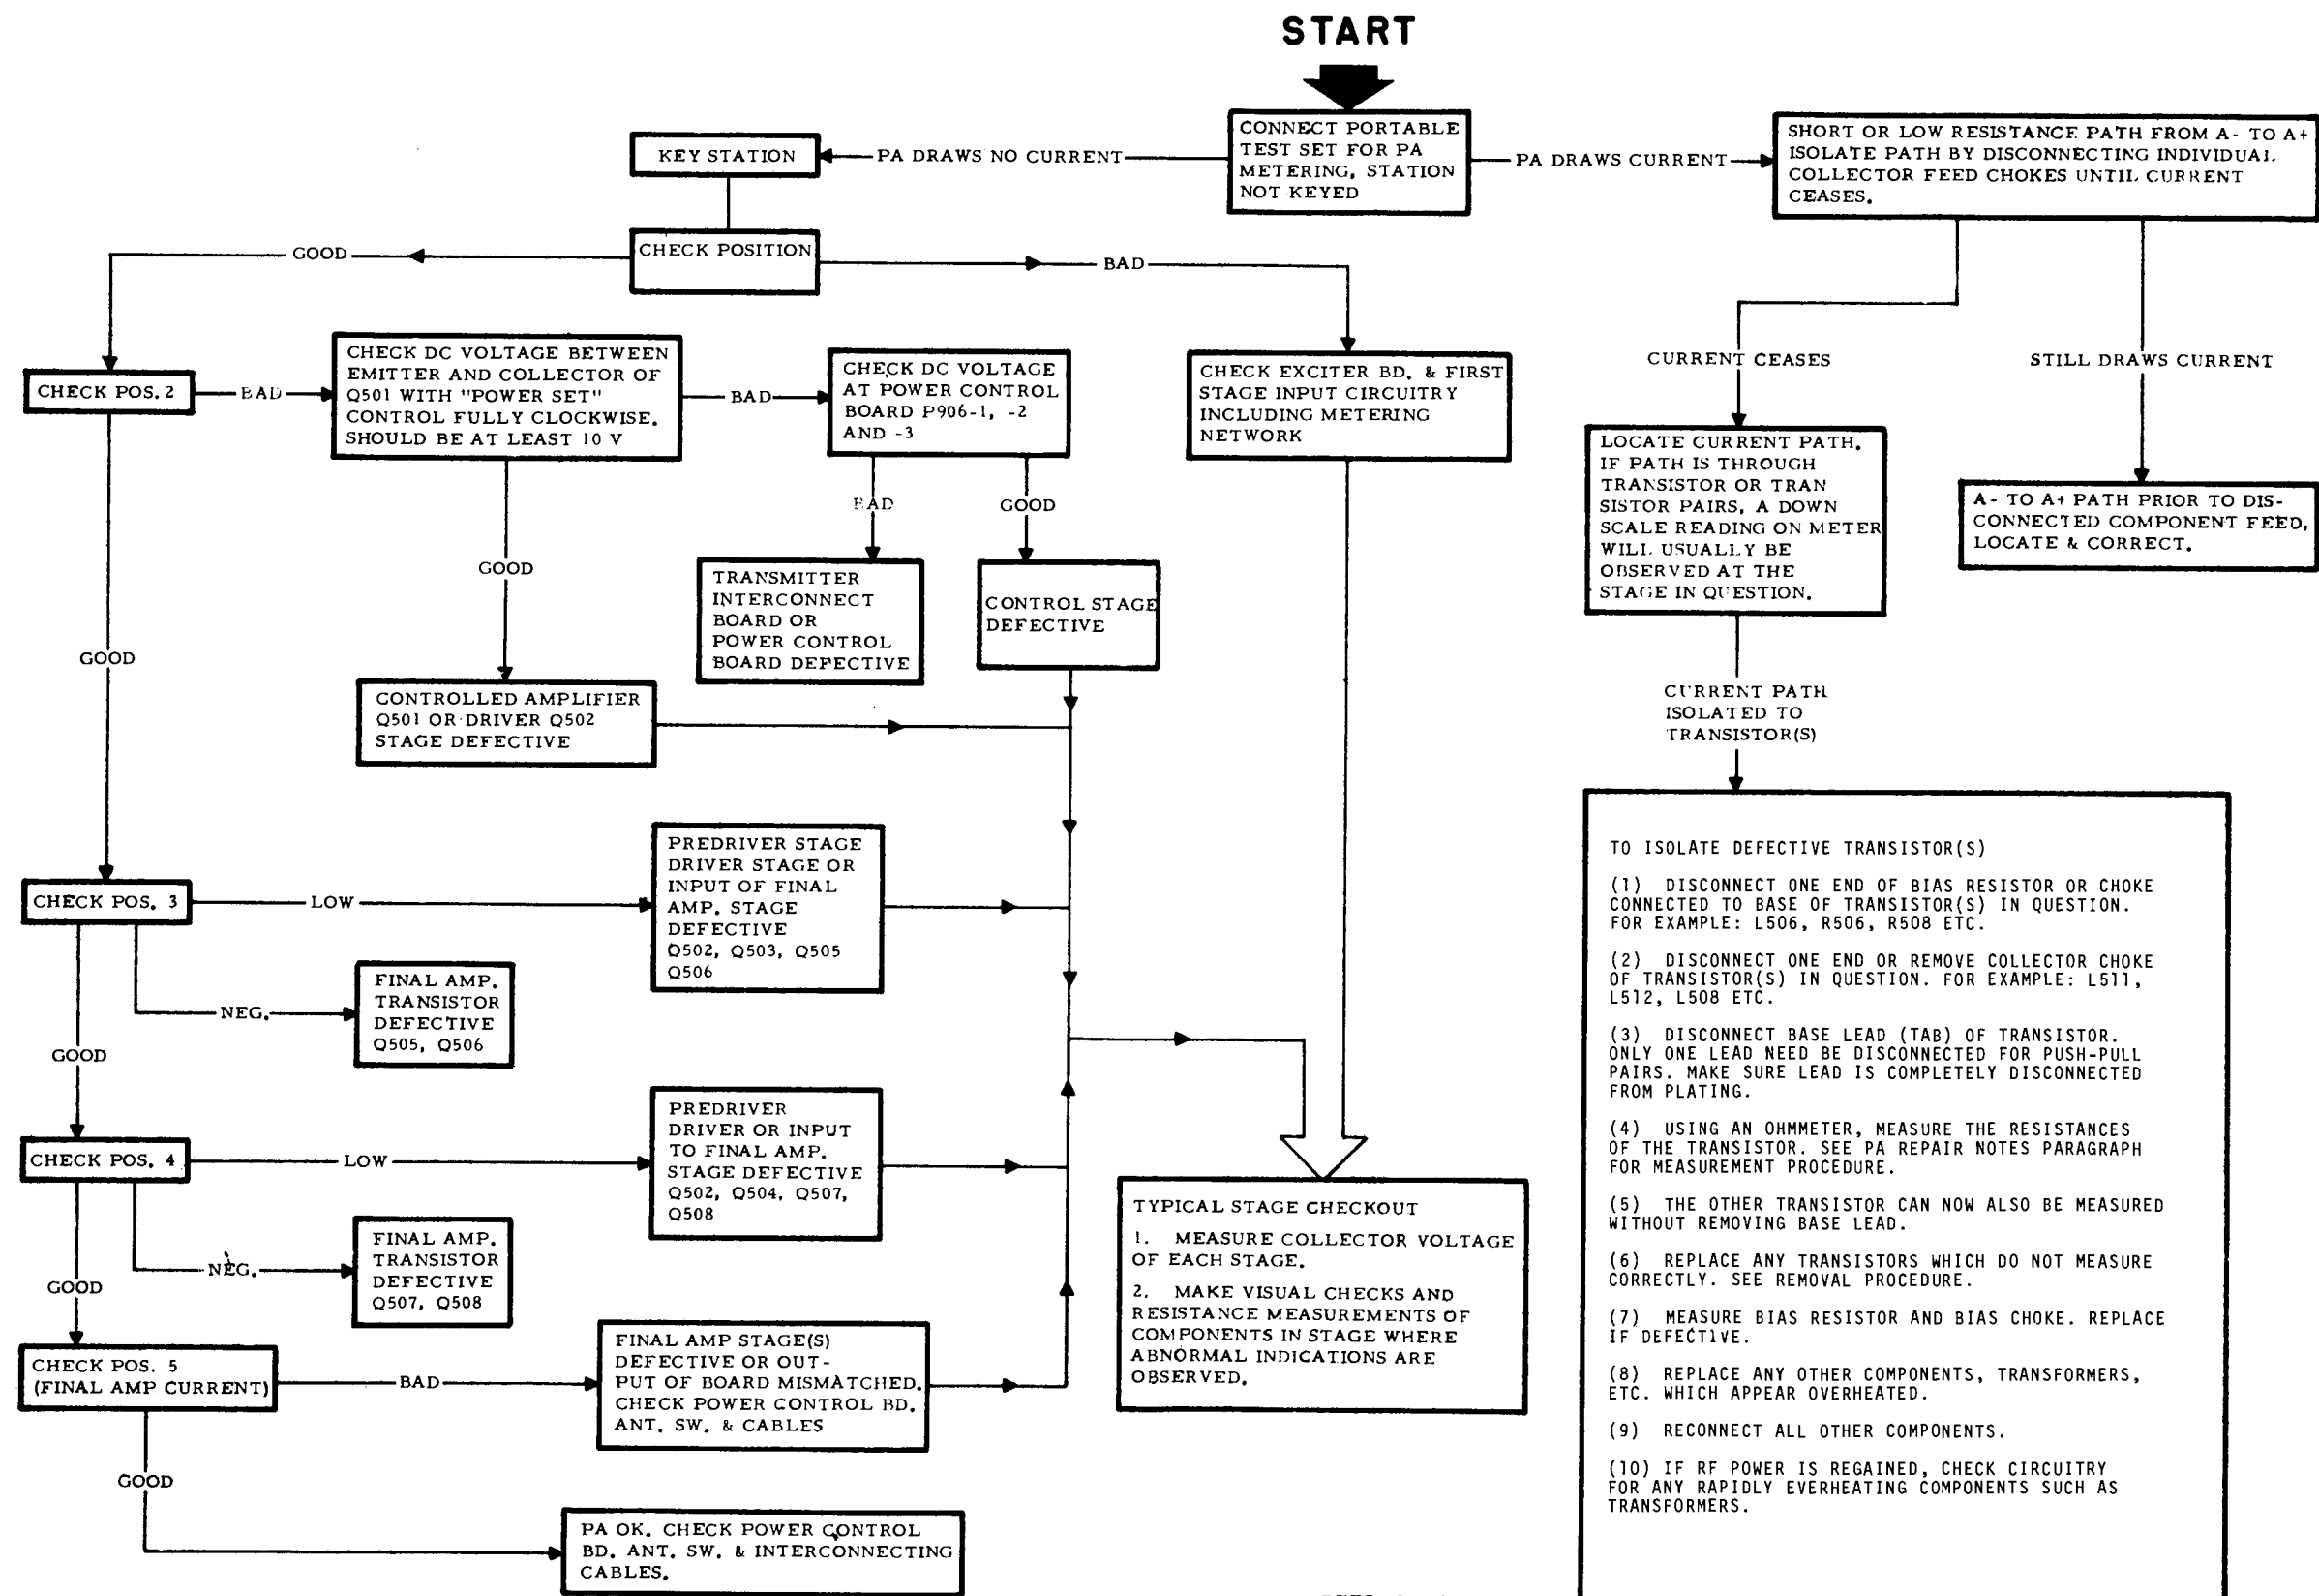 START
CONNECT PORTABLE
TEST SET FOR PA
METERING, STATION
NOT KEYED
PA DRAWS NO CURRENT
KEY STATION
PA DRAWS CURRENT
SHORT OR LOW RESISTANCE PATH FROM A- TO A+
ISOLATE PATH BY DISCONNECTING INDIVIDUAL
COLLECTOR FEED CHOKES UNTIL CURRENT
CEASES.
CHECK POSITION
GOOD
BAD
CHECK POS. 2
BAD
CHECK DC VOLTAGE BETWEEN
EMITTER AND COLLECTOR OF
Q501 WITH "POWER SET"
CONTROL FULLY CLOCKWISE.
SHOULD BE AT LEAST 10 V
BAD
CHECK DC VOLTAGE
AT POWER CONTROL
BOARD P906-1, -2
AND -3
CHECK EXCITER BD. & FIRST
STAGE INPUT CIRCUITRY
INCLUDING METERING
NETWORK
CURRENT CEASES
STILL DRAWS CURRENT
LOCATE CURRENT PATH.
IF PATH IS THROUGH
TRANSISTOR OR TRAN
SISTOR PAIRS, A DOWN
SCALE READING ON METER
WILL USUALLY BE
OBSERVED AT THE
STAGE IN QUESTION.
A- TO A+ PATH PRIOR TO DIS-
CONNECTED COMPONENT FEED,
LOCATE & CORRECT.
BAD
GOOD
GOOD
TRANSMITTER
INTERCONNECT
BOARD OR
POWER CONTROL
BOARD DEFECTIVE
CONTROL STAGE
DEFECTIVE
GOOD
CONTROLLED AMPLIFIER
Q501 OR DRIVER Q502
STAGE DEFECTIVE
CURRENT PATH
ISOLATED TO
TRANSISTOR(S)
CHECK POS. 3
LOW
PREDRIVER STAGE
DRIVER STAGE OR
INPUT OF FINAL
AMP. STAGE
DEFECTIVE
Q502, Q503, Q505
Q506
NEG.
FINAL AMP.
TRANSISTOR
DEFECTIVE
Q505, Q506
GOOD
CHECK POS. 4
LOW
PREDRIVER
DRIVER OR INPUT
TO FINAL AMP.
STAGE DEFECTIVE
Q502, Q504, Q507,
Q508
NEG.
FINAL AMP.
TRANSISTOR
DEFECTIVE
Q507, Q508
GOOD
CHECK POS. 5
(FINAL AMP CURRENT)
BAD
FINAL AMP STAGE(S)
DEFECTIVE OR OUT-
PUT OF BOARD MISMATCHED.
CHECK POWER CONTROL BD.
ANT. SW. & CABLES
GOOD
PA OK. CHECK POWER CONTROL
BD. ANT. SW. & INTERCONNECTING
CABLES.
TYPICAL STAGE CHECKOUT
1. MEASURE COLLECTOR VOLTAGE
OF EACH STAGE.
2. MAKE VISUAL CHECKS AND
RESISTANCE MEASUREMENTS OF
COMPONENTS IN STAGE WHERE
ABNORMAL INDICATIONS ARE
OBSERVED.
TO ISOLATE DEFECTIVE TRANSISTOR(S)
(1) DISCONNECT ONE END OF BIAS RESISTOR OR CHOKE
CONNECTED TO BASE OF TRANSISTOR(S) IN QUESTION.
FOR EXAMPLE: L506, R506, R508 ETC.
(2) DISCONNECT ONE END OR REMOVE COLLECTOR CHOKE
OF TRANSISTOR(S) IN QUESTION. FOR EXAMPLE: L511,
L512, L508 ETC.
(3) DISCONNECT BASE LEAD (TAB) OF TRANSISTOR.
ONLY ONE LEAD NEED BE DISCONNECTED FOR PUSH-PULL
PAIRS. MAKE SURE LEAD IS COMPLETELY DISCONNECTED
FROM PLATING.
(4) USING AN OHMMETER, MEASURE THE RESISTANCES
OF THE TRANSISTOR. SEE PA REPAIR NOTES PARAGRAPH
FOR MEASUREMENT PROCEDURE.
(5) THE OTHER TRANSISTOR CAN NOW ALSO BE MEASURED
WITHOUT REMOVING BASE LEAD.
(6) REPLACE ANY TRANSISTORS WHICH DO NOT MEASURE
CORRECTLY. SEE REMOVAL PROCEDURE.
(7) MEASURE BIAS RESISTOR AND BIAS CHOKE. REPLACE
IF DEFECTIVE.
(8) REPLACE ANY OTHER COMPONENTS, TRANSFORMERS,
ETC. WHICH APPEAR OVERHEATED.
(9) RECONNECT ALL OTHER COMPONENTS.
(10) IF RF POWER IS REGAINED, CHECK CIRCUITRY
FOR ANY RAPIDLY EVERHEATING COMPONENTS SUCH AS
TRANSFORMERS.